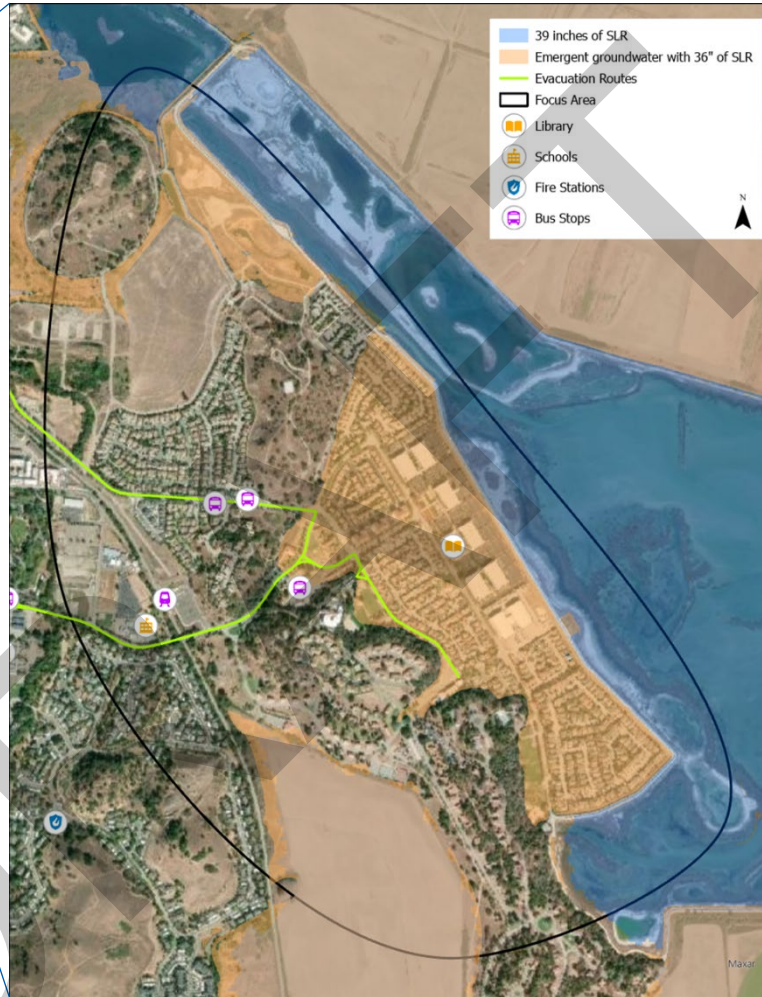 39 inches of SLR
Emergent groundwater with 36" of SLR
Evacuation Routes
Focus Area
Library
Schools
Fire Stations
Bus Stops
N
Maxar